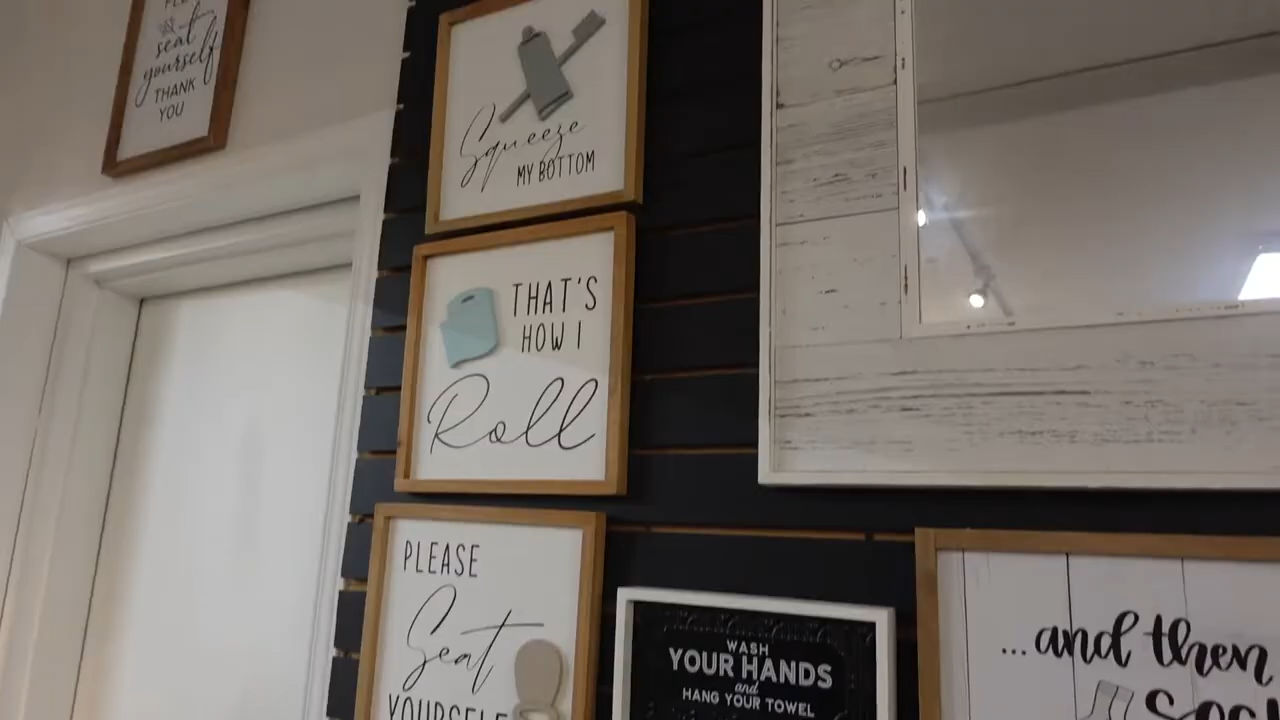 seat
yourself
THANK
YOU
Squeeze
MY BOTTOM
THAT'S
HOW I
Roll
PLEASE
Seat
YOURSELF
WASH
YOUR HANDS
and
HANG YOUR TOWEL
...and then